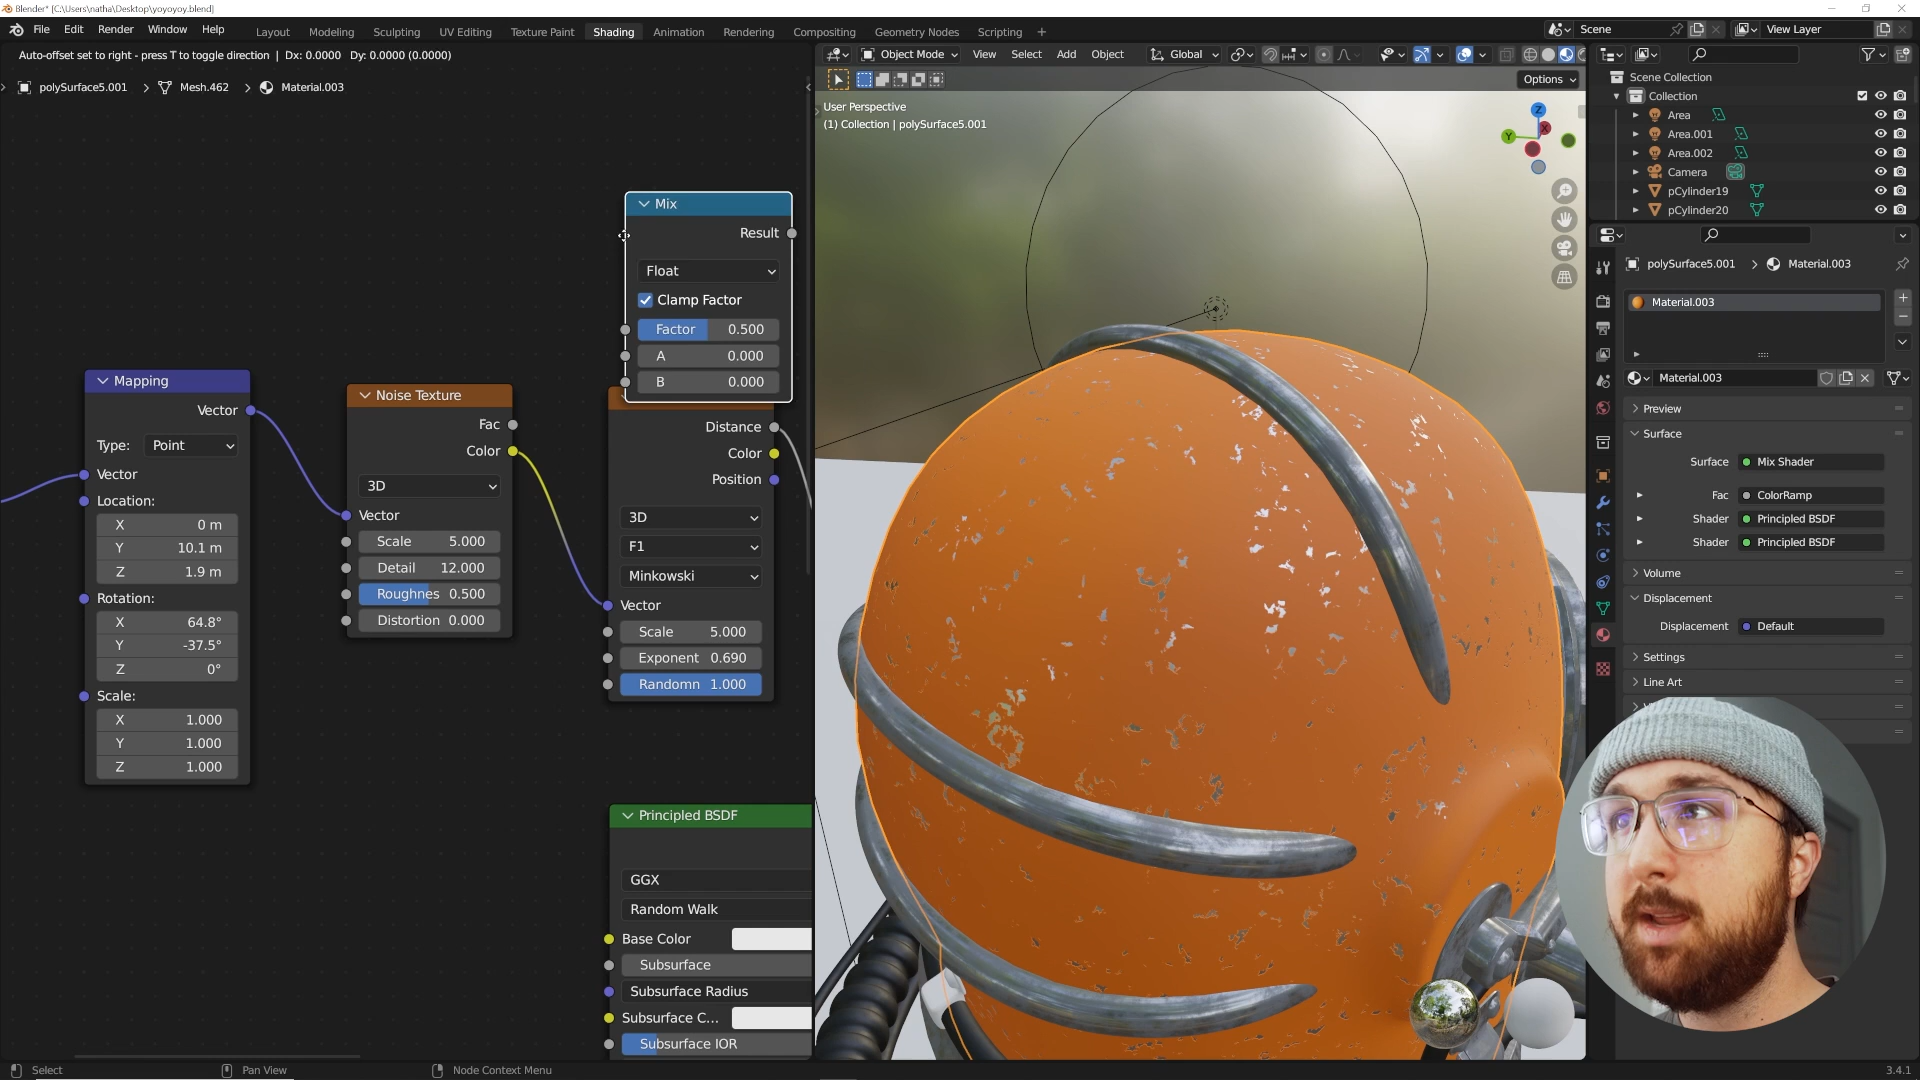 Blender* [C:\Users\natha\Desktop\yoyoyoy.blend]
File Edit Render Window Help Layout Modeling Sculpting UV Editing Texture Paint Shading Animation Rendering Compositing Geometry Nodes Scripting + Scene View Layer
Auto-offset set to right - press T to toggle direction | Dx: 0.0000 Dy: 0.0000 (0.0000)
Object Mode View Select Add Object Global
Options
polySurface5.001 > Mesh.462 > Material.003
User Perspective
(1) Collection | polySurface5.001
Z
X
Y
Scene Collection
Collection
Area
Area.001
Area.002
Camera
pCylinder19
pCylinder20
Mix
Result
Float
Clamp Factor
Factor 0.500
A 0.000
B 0.000
Mapping
Vector
Type: Point
Vector
Location:
X 0 m
Y 10.1 m
Z 1.9 m
Rotation:
X 64.8°
Y -37.5°
Z 0°
Scale:
X 1.000
Y 1.000
Z 1.000
Noise Texture
Fac
Color
3D
Vector
Scale 5.000
Detail 12.000
Roughnes 0.500
Distortion 0.000
Distance
Color
Position
3D
F1
Minkowski
Vector
Scale 5.000
Exponent 0.690
Randomn 1.000
Principled BSDF
GGX
Random Walk
Base Color
Subsurface
Subsurface Radius
Subsurface C...
Subsurface IOR
polySurface5.001 > Material.003
Material.003
Material.003
Preview
Surface
Surface Mix Shader
Fac ColorRamp
Shader Principled BSDF
Shader Principled BSDF
Volume
Displacement
Displacement Default
Settings
Line Art
Select Pan View Node Context Menu 3.4.1